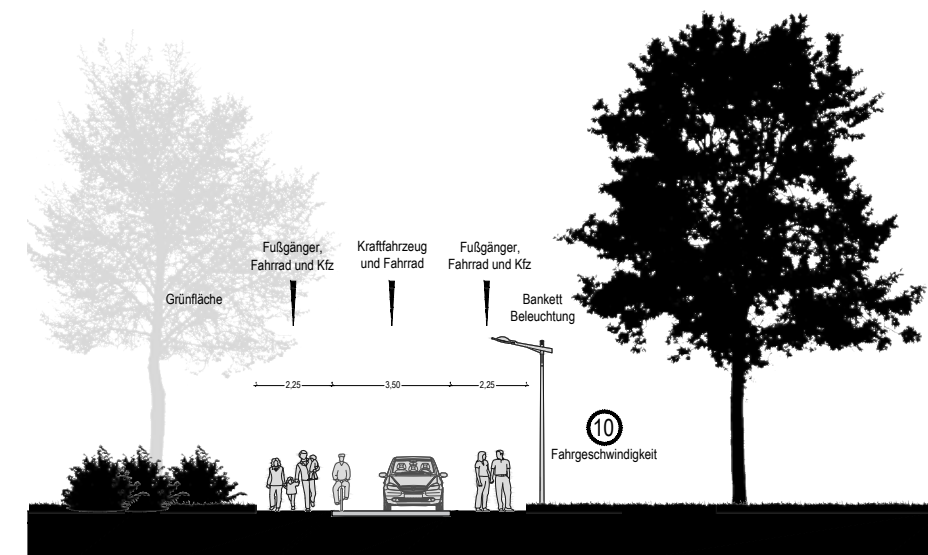 Fußgänger,
Fahrrad und Kfz
Kraftfahrzeug
und Fahrrad
Fußgänger,
Fahrrad und Kfz
Grünfläche
Bankett
Beleuchtung
2,25
3,50
2,25
10
Fahrgeschwindigkeit